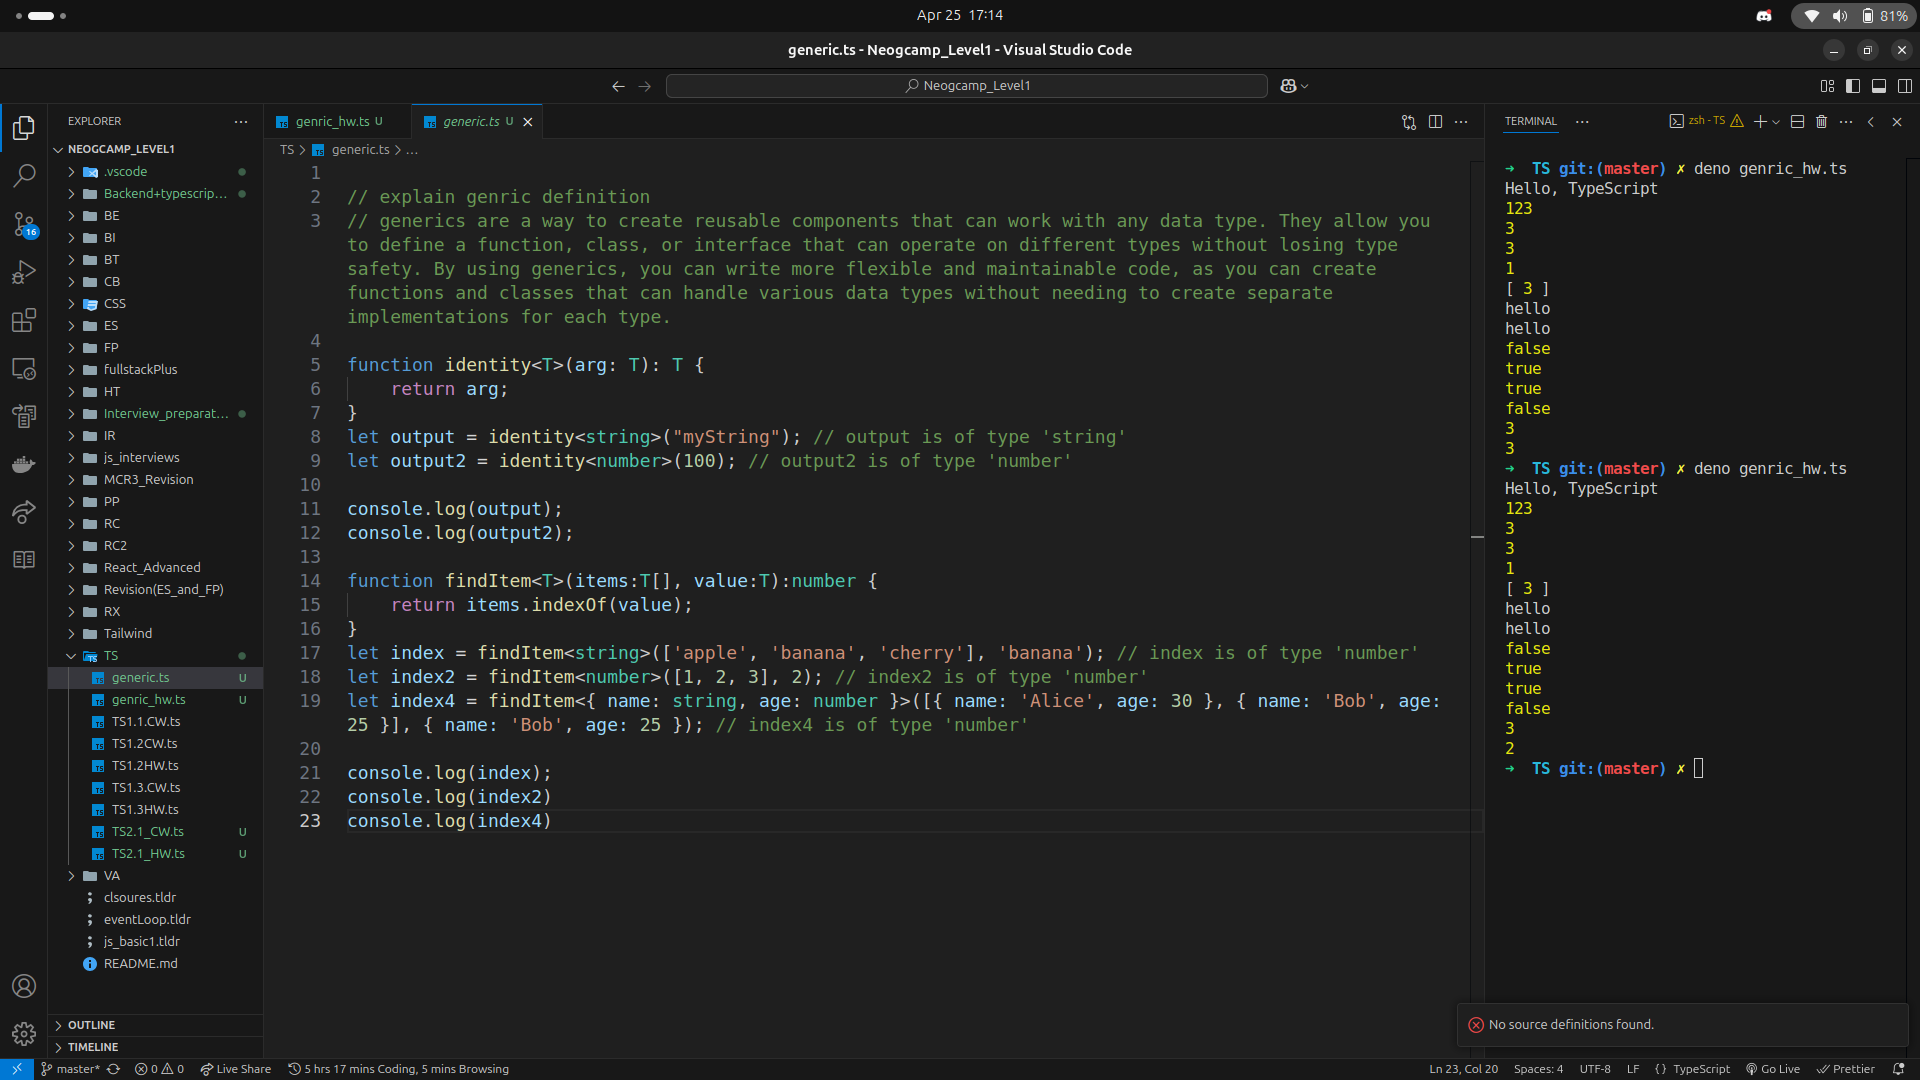 Apr 25 17:14
81%
generic.ts - Neogcamp_Level1 - Visual Studio Code
Neogcamp_Level1
EXPLORER
NEOGCAMP_LEVEL1
.vscode
Backend+typescrip...
BE
BI
BT
CB
CSS
ES
FP
fullstackPlus
HT
Interview_preparat...
IR
js_interviews
MCR3_Revision
PP
RC
RC2
React_Advanced
Revision(ES_and_FP)
RX
Tailwind
TS
generic.ts U
genric_hw.ts U
TS1.1.CW.ts
TS1.2CW.ts
TS1.2HW.ts
TS1.3.CW.ts
TS1.3HW.ts
TS2.1_CW.ts U
TS2.1_HW.ts U
VA
clsoures.tldr
eventLoop.tldr
js_basic1.tldr
README.md
OUTLINE
TIMELINE
16
genric_hw.ts U
generic.ts U
TS > generic.ts > ...
1
2 // explain genric definition
3 // generics are a way to create reusable components that can work with any data type. They allow you
to define a function, class, or interface that can operate on different types without losing type
safety. By using generics, you can write more flexible and maintainable code, as you can create
functions and classes that can handle various data types without needing to create separate
implementations for each type.
4
5 function identity<T>(arg: T): T {
6 return arg;
7 }
8 let output = identity<string>("myString"); // output is of type 'string'
9 let output2 = identity<number>(100); // output2 is of type 'number'
10
11 console.log(output);
12 console.log(output2);
13
14 function findItem<T>(items:T[], value:T):number {
15 return items.indexOf(value);
16 }
17 let index = findItem<string>(['apple', 'banana', 'cherry'], 'banana'); // index is of type 'number'
18 let index2 = findItem<number>([1, 2, 3], 2); // index2 is of type 'number'
19 let index4 = findItem<{ name: string, age: number }>([{ name: 'Alice', age: 30 }, { name: 'Bob', age:
25 }], { name: 'Bob', age: 25 }); // index4 is of type 'number'
20
21 console.log(index);
22 console.log(index2)
23 console.log(index4)
TERMINAL
zsh - TS
➜ TS git:(master) ✗ deno genric_hw.ts
Hello, TypeScript
123
3
3
1
[ 3 ]
hello
hello
false
true
true
false
3
3
➜ TS git:(master) ✗ deno genric_hw.ts
Hello, TypeScript
123
3
3
1
[ 3 ]
hello
hello
false
true
true
false
3
2
➜ TS git:(master) ✗
No source definitions found.
master*
0 0
Live Share
5 hrs 17 mins Coding, 5 mins Browsing
Ln 23, Col 20
Spaces: 4
UTF-8
LF
{ } TypeScript
Go Live
Prettier